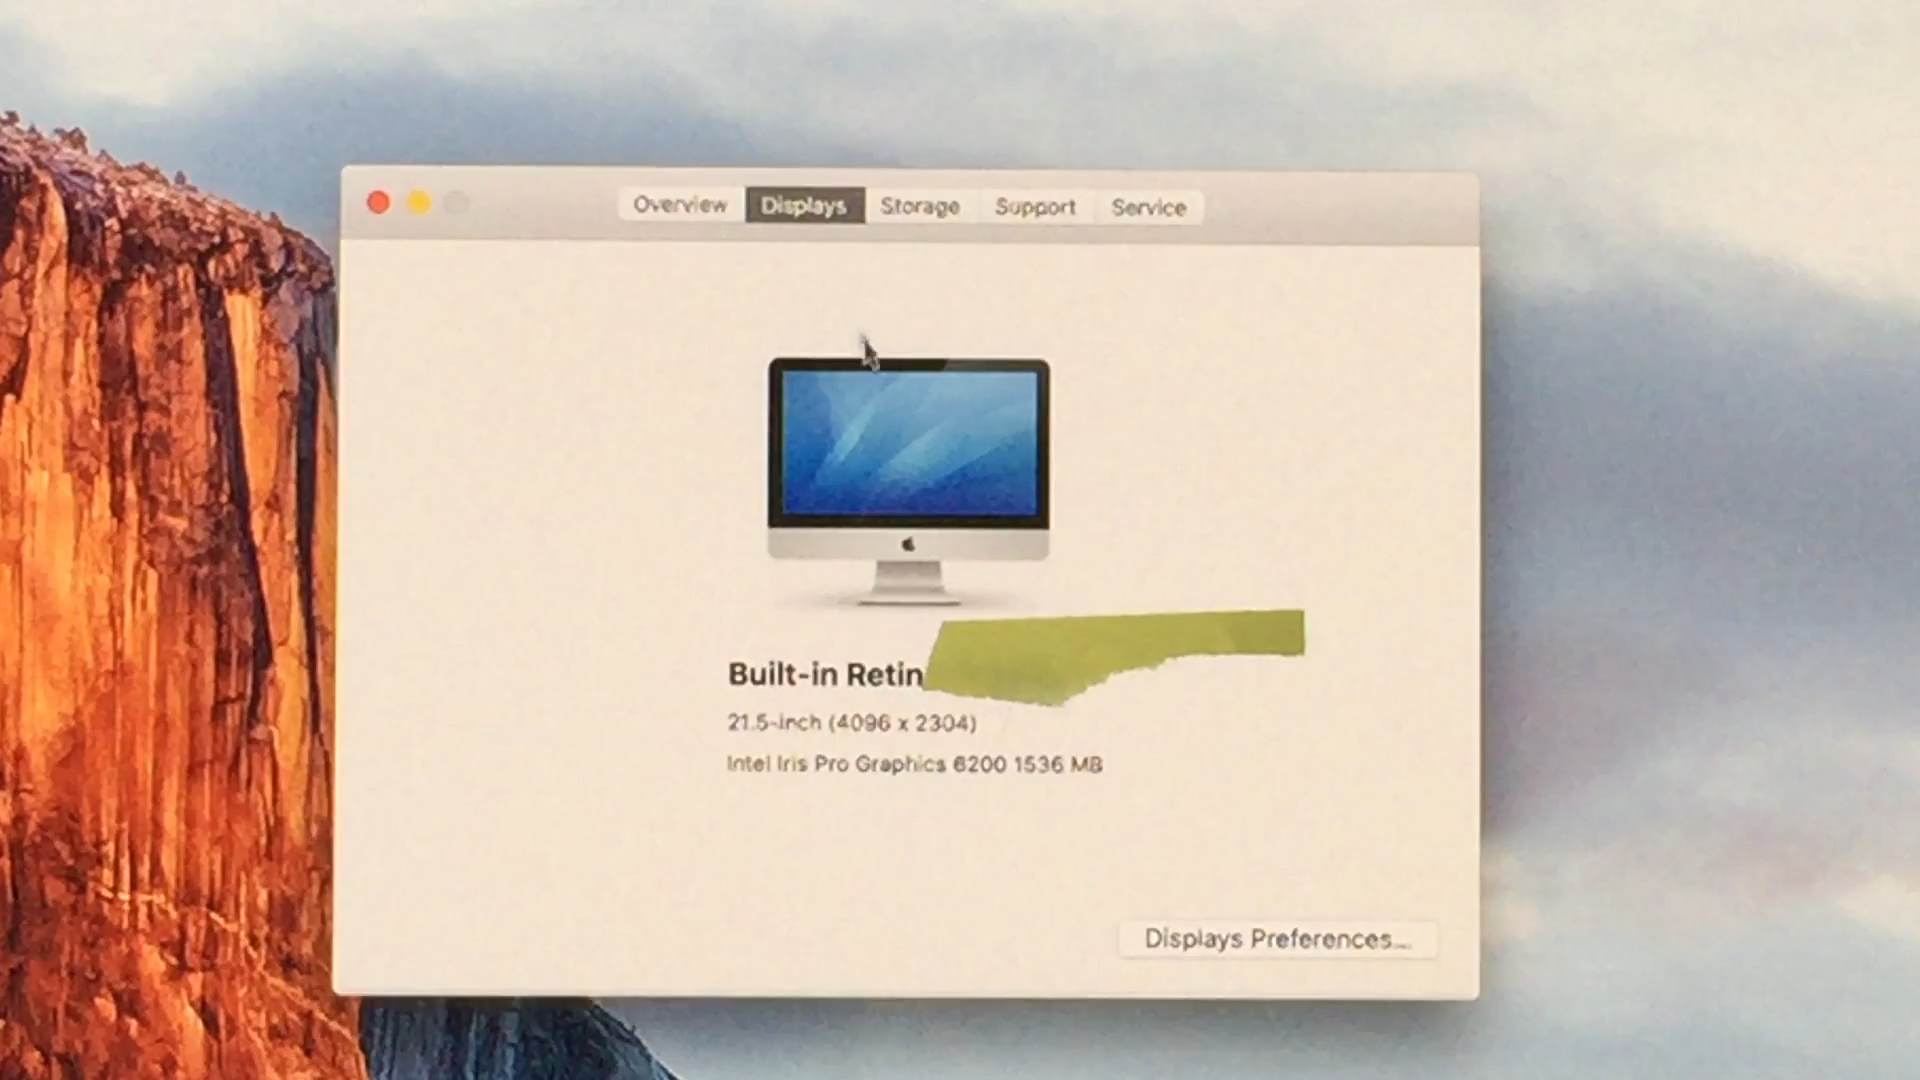 Overview Displays Storage Support Service
Built-in Retin
21.5-inch (4096 x 2304)
Intel Iris Pro Graphics 6200 1536 MB
Displays Preferences...